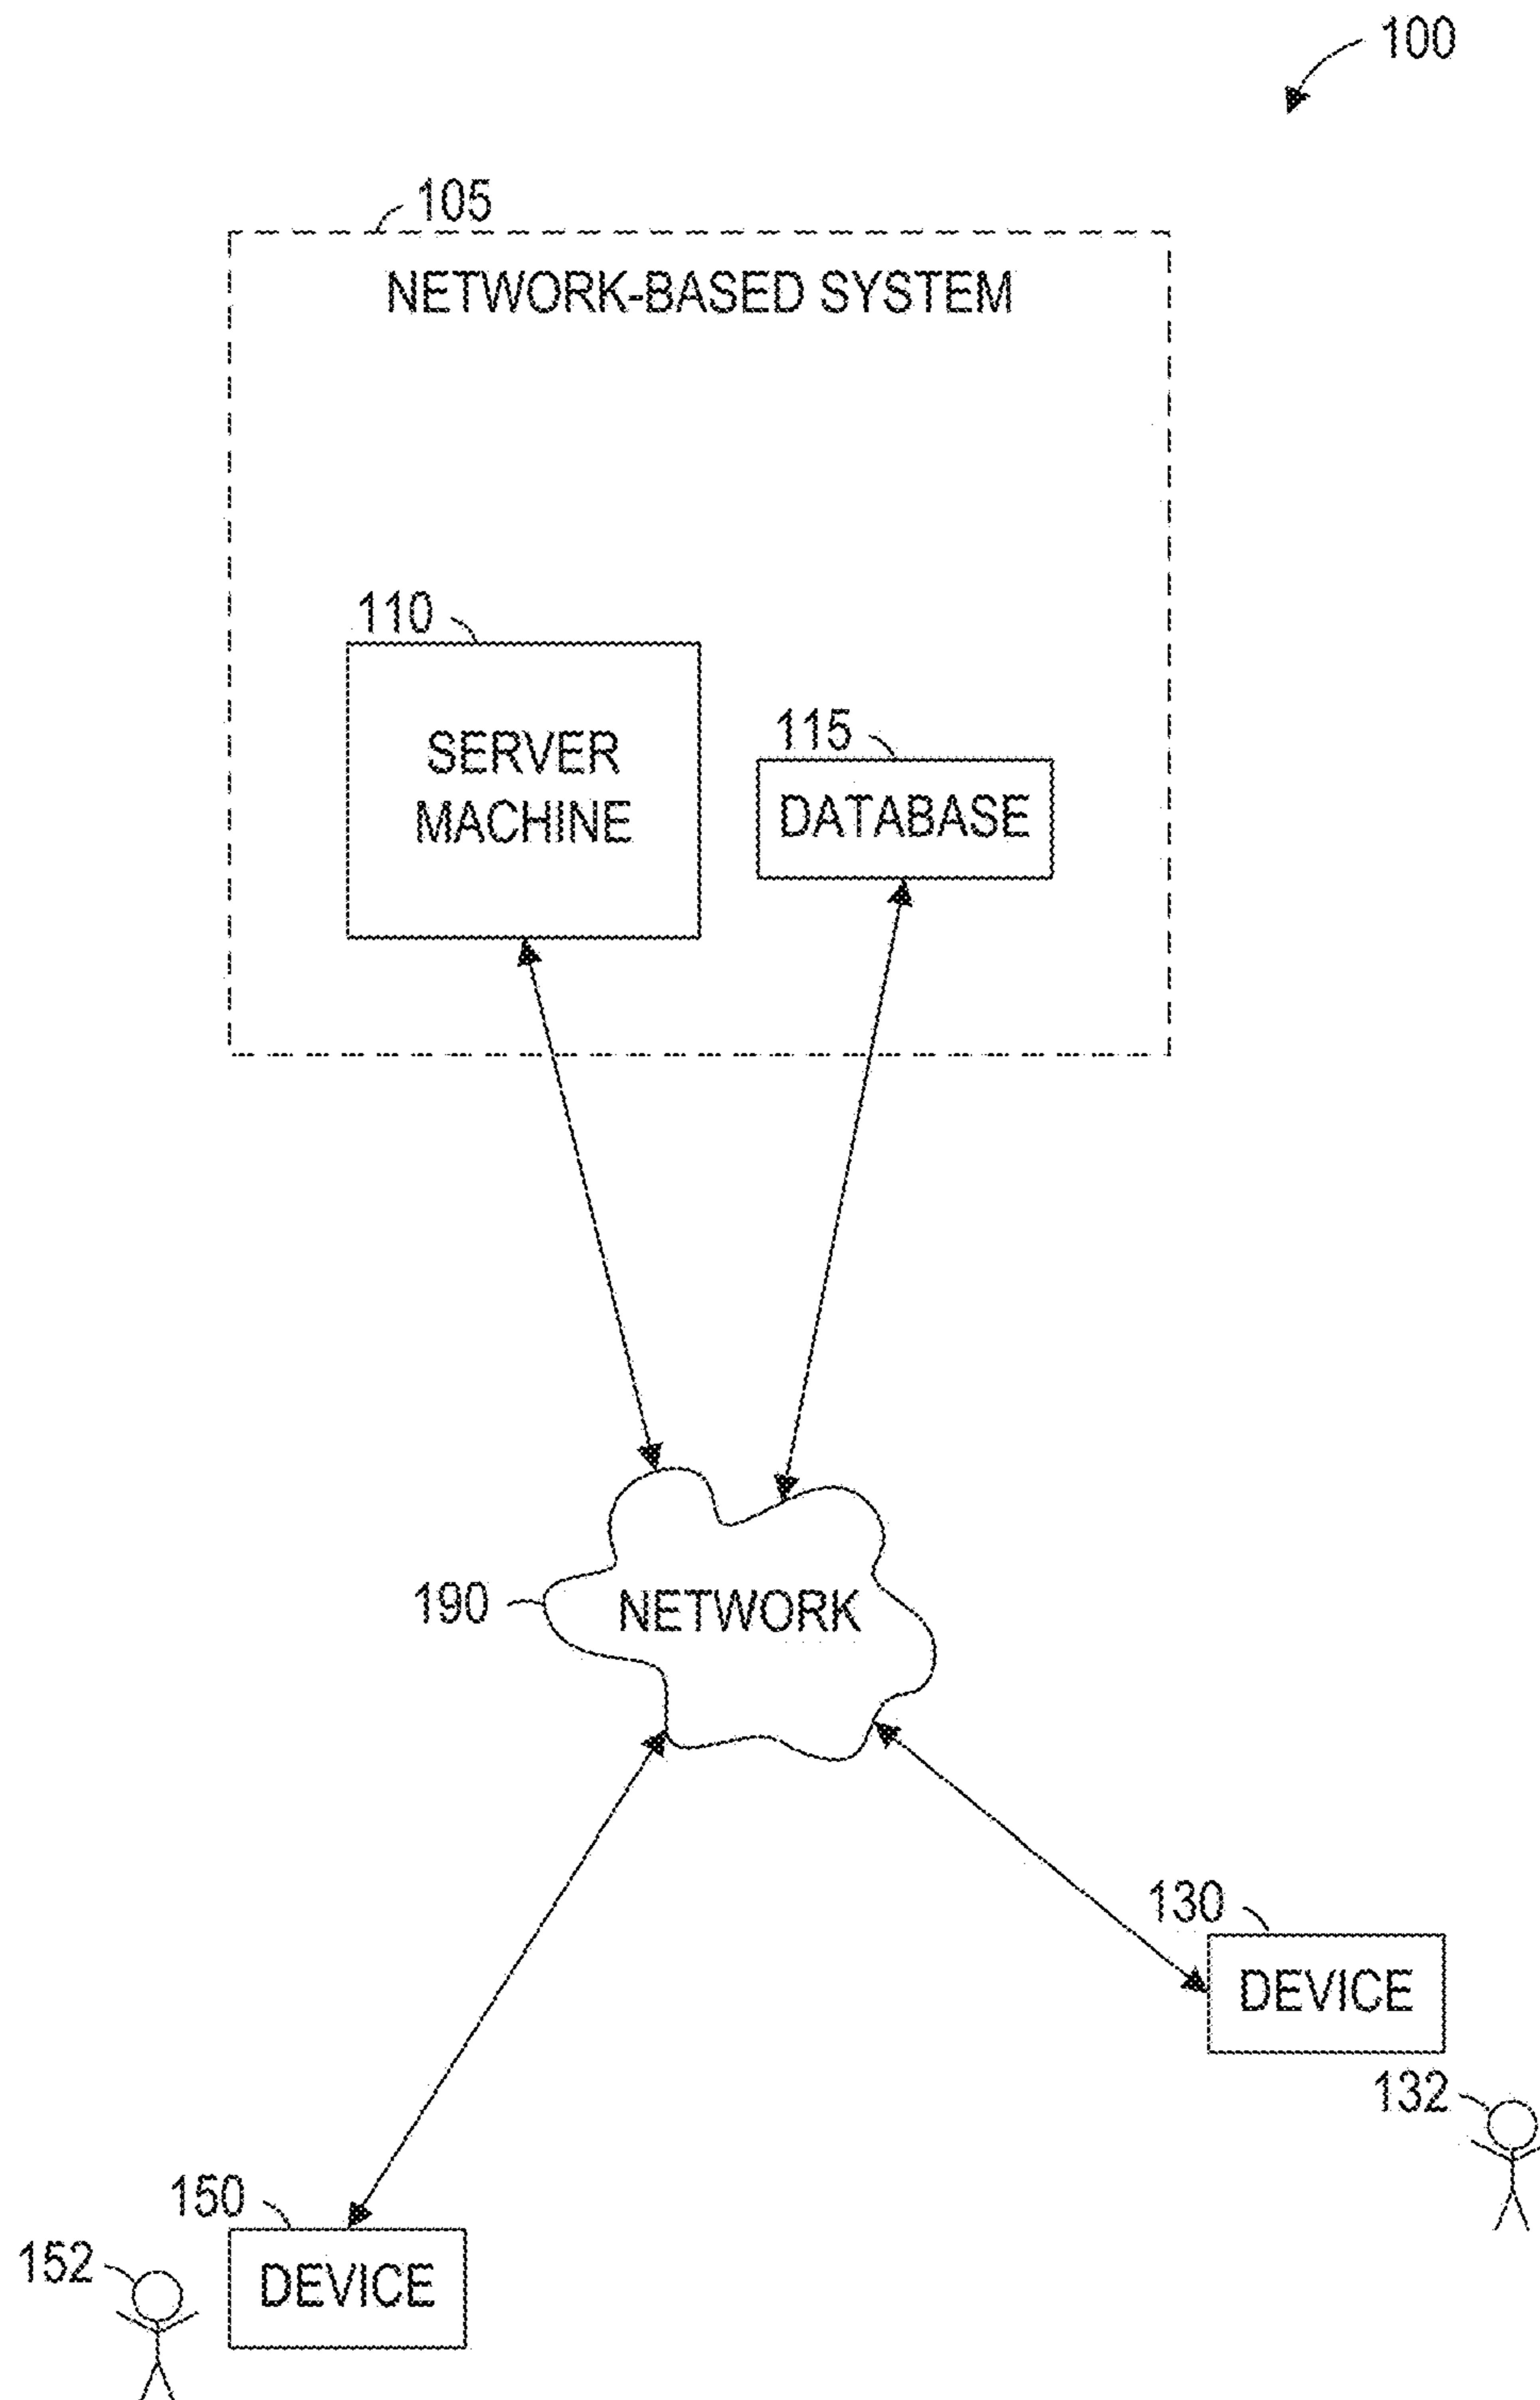 100
105
NETWORK-BASED SYSTEM
110
SERVER
MACHINE
115
DATABASE
190
NETWORK
130
DEVICE
132
150
DEVICE
152